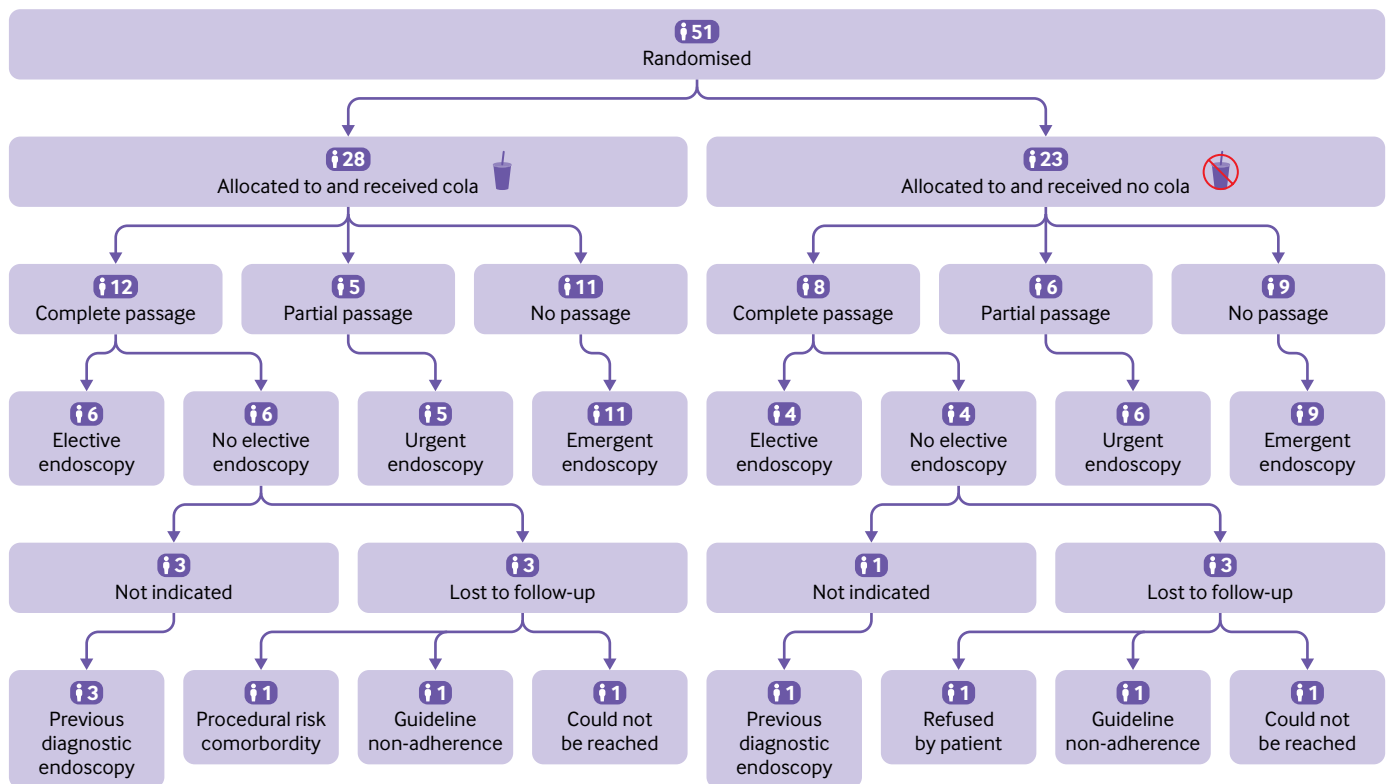 51
Randomised
28
Allocated to and received cola
23
Allocated to and received no cola
12
Complete passage
5
Partial passage
11
No passage
8
Complete passage
6
Partial passage
9
No passage
6
Elective
endoscopy
6
No elective
endoscopy
5
Urgent
endoscopy
11
Emergent
endoscopy
4
Elective
endoscopy
4
No elective
endoscopy
6
Urgent
endoscopy
9
Emergent
endoscopy
3
Not indicated
3
Lost to follow-up
1
Not indicated
3
Lost to follow-up
3
Previous
diagnostic
endoscopy
1
Procedural risk
comorbordity
1
Guideline
non-adherence
1
Could not
be reached
1
Previous
diagnostic
endoscopy
1
Refused
by patient
1
Guideline
non-adherence
1
Could not
be reached